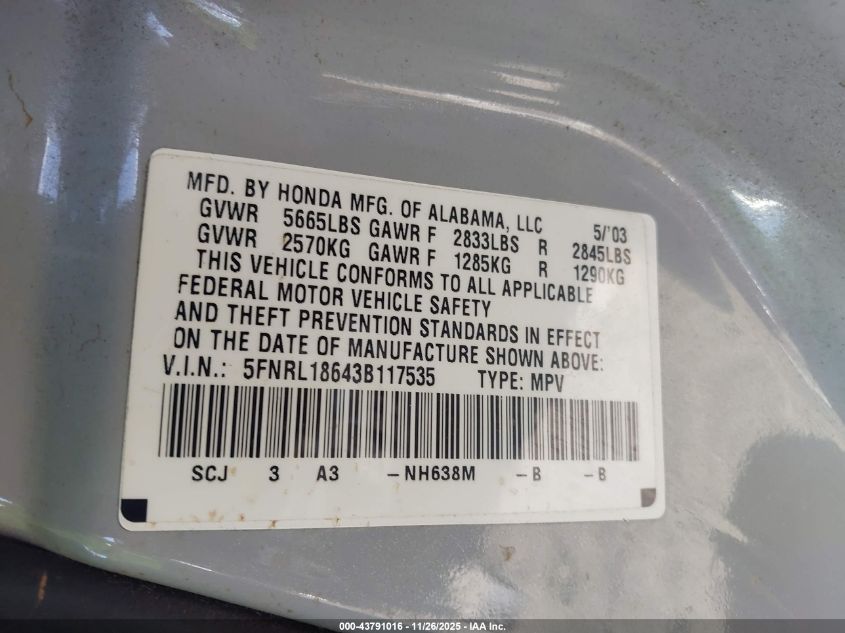 MFD. BY HONDA MFG. OF ALABAMA, LLC 5/'03
GVWR 5665LBS GAWR F 2833LBS R 2845LBS
GVWR 2570KG GAWR F 1285KG R 1290KG
THIS VEHICLE CONFORMS TO ALL APPLICABLE
FEDERAL MOTOR VEHICLE SAFETY
AND THEFT PREVENTION STANDARDS IN EFFECT
ON THE DATE OF MANUFACTURE SHOWN ABOVE:
V.I.N.: 5FNRL18643B117535 TYPE: MPV
SCJ 3 A3 -NH638M -B -B
000-43791016 - 11/26/2025 - IAA Inc.